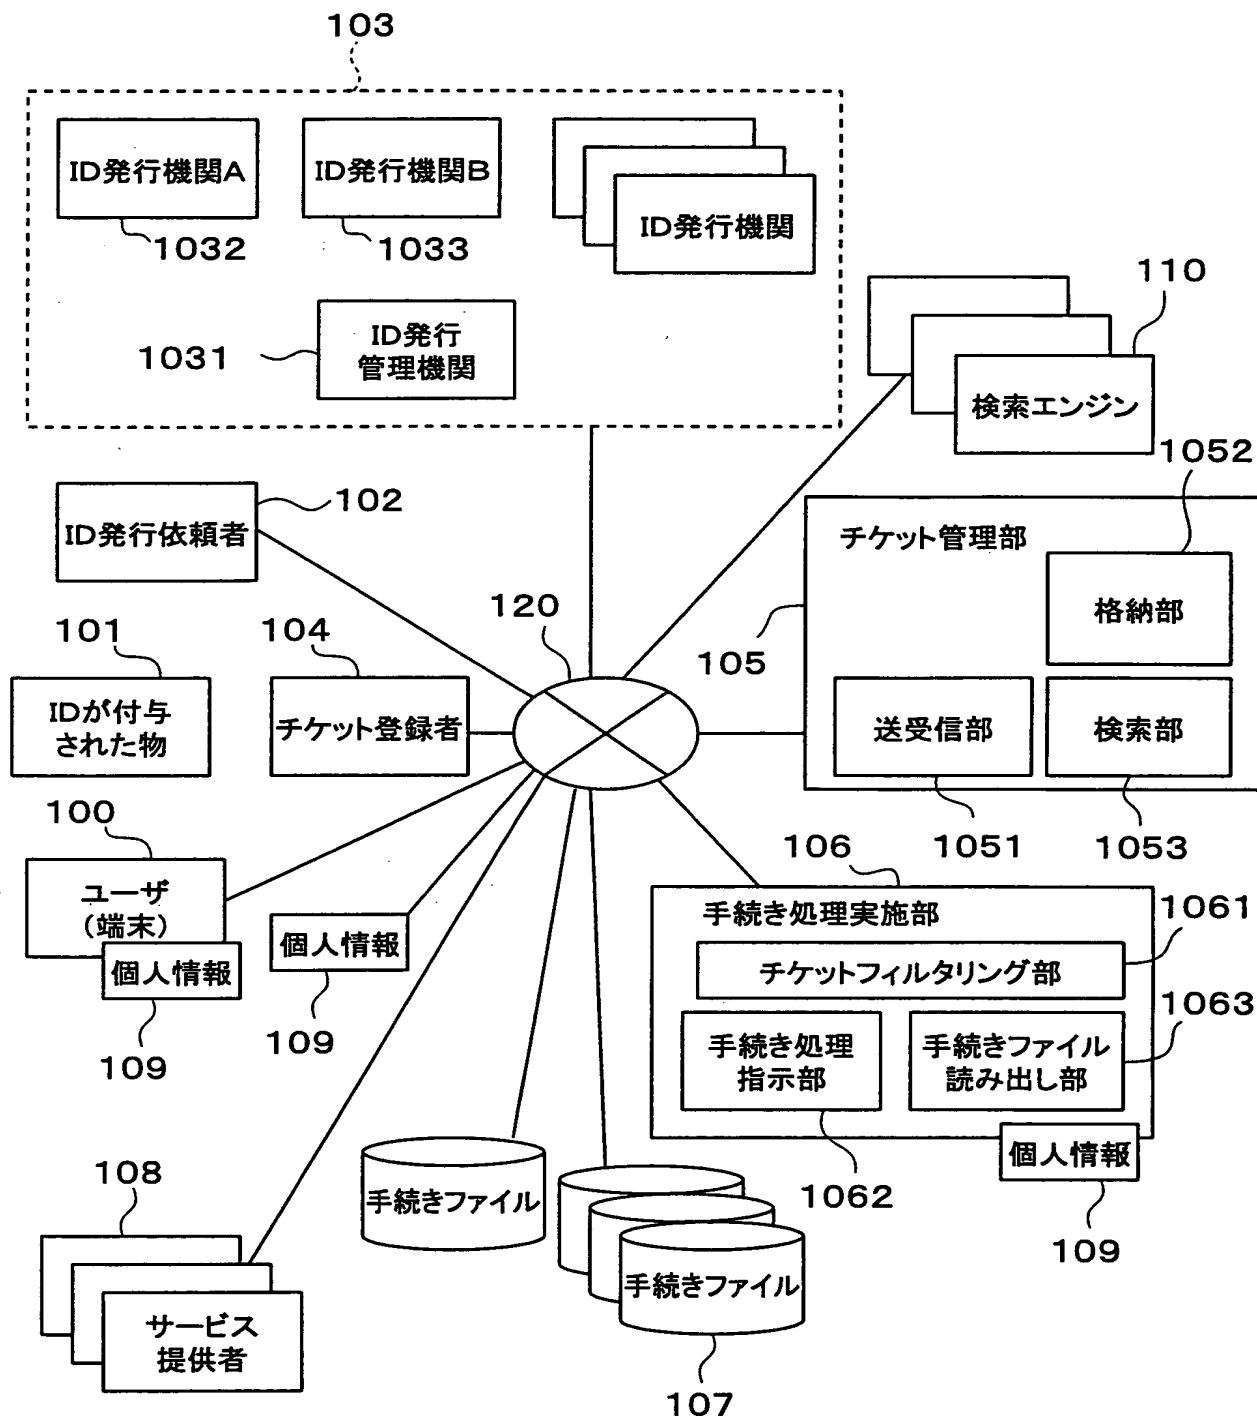 103
ID発行機関A
ID発行機関B
ID発行機関
1032
1033
1031
ID発行
管理機関
110
検索エンジン
1052
102
ID発行依頼者
チケット管理部
格納部
120
101
104
105
IDが付与
された物
チケット登録者
送受信部
検索部
100
1051
1053
106
ユーザ
(端末)
個人情報
109
個人情報
109
手続き処理実施部
1061
チケットフィルタリング部
1063
手続き処理
指示部
手続きファイル
読み出し部
個人情報
1062
109
108
手続きファイル
手続きファイル
サービス
提供者
107